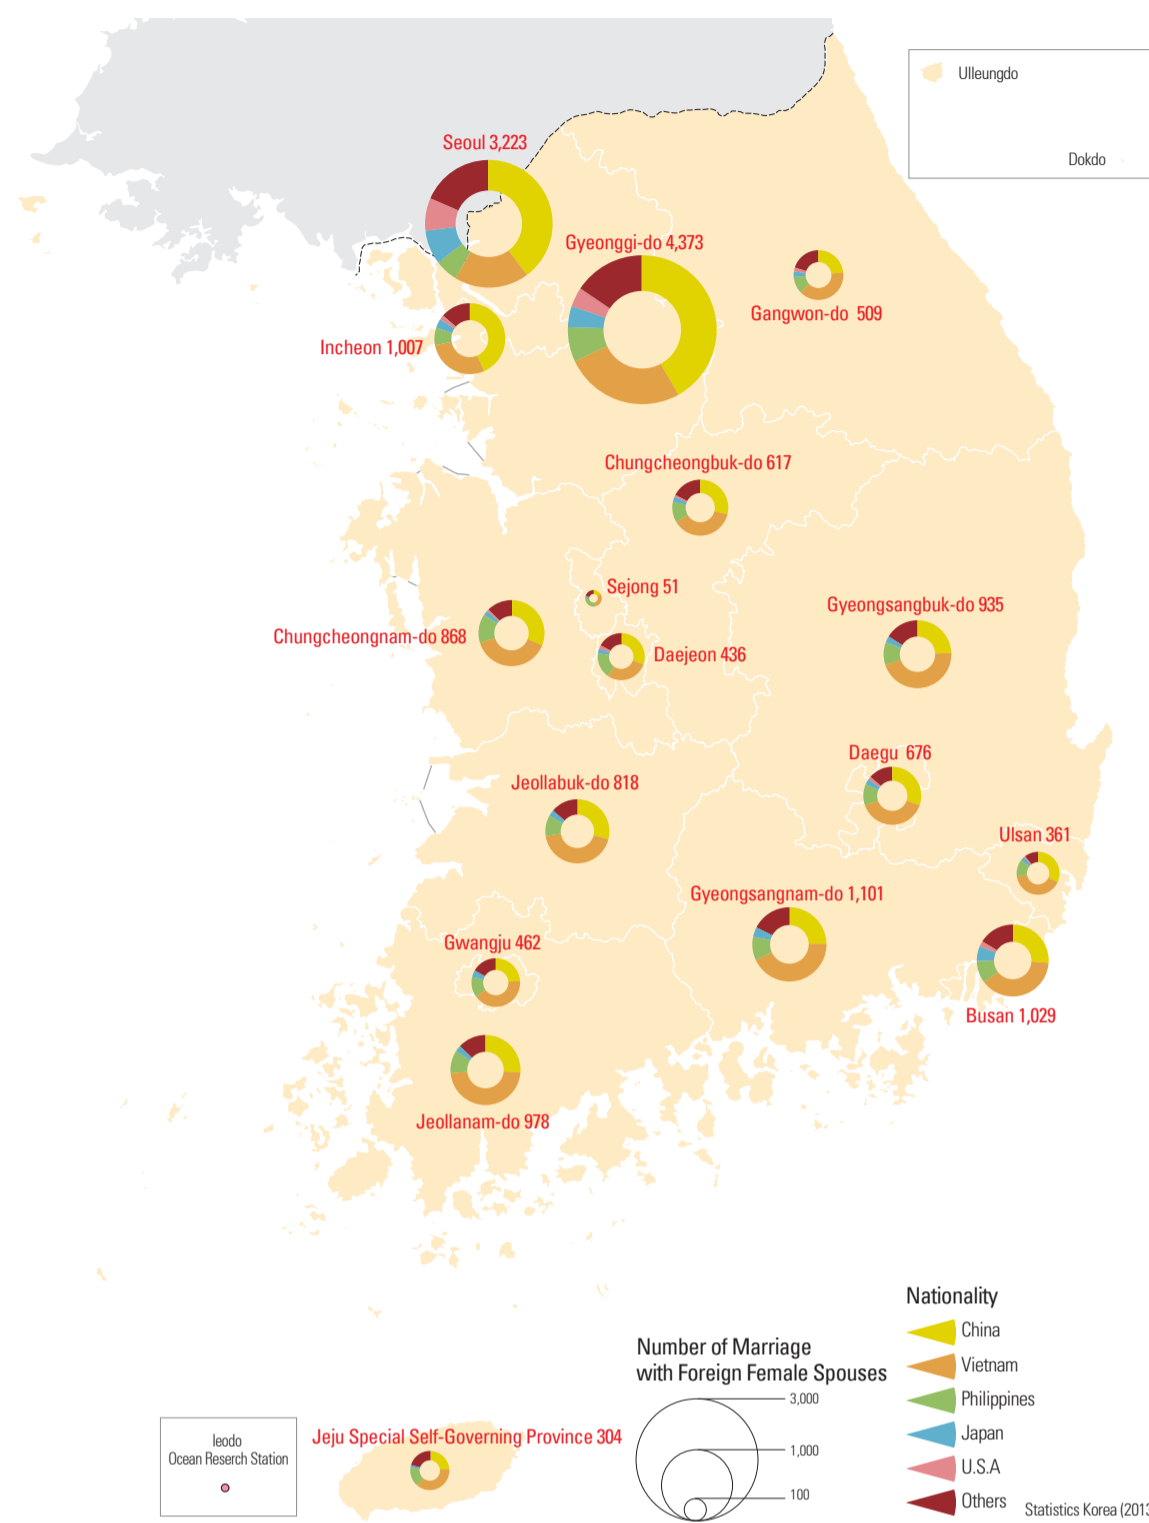 Ulleungdo
Dokdo
Seoul 3,223
Gyeonggi-do 4,373
Gangwon-do 509
Incheon 1,007
Chungcheongbuk-do 617
Sejong 51
Gyeongsangbuk-do 935
Chungcheongnam-do 868
Daejeon 436
Daegu 676
Jeollabuk-do 818
Ulsan 361
Gyeongsangnam-do 1,101
Gwangju 462
Busan 1,029
Jeollanam-do 978
Nationality
China
Vietnam
Philippines
Japan
U.S.A
Others
Number of Marriage
with Foreign Female Spouses
3,000
1,000
100
Jeju Special Self-Governing Province 304
Ieodo
Ocean Reserch Station
Statistics Korea (2013